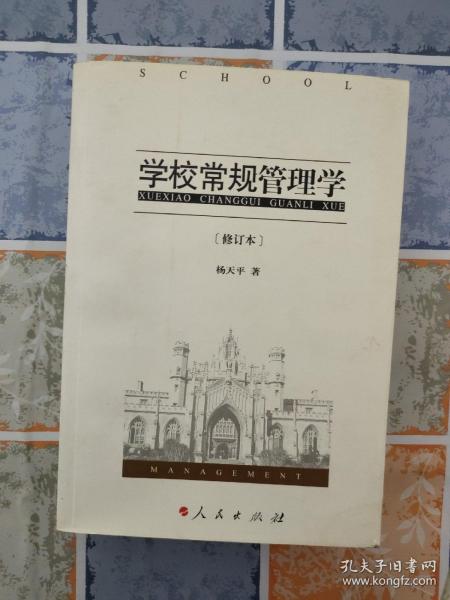 SCHOOL
学校常规管理学
XUEXIAO CHANGGUI GUANLI XUE
〔修订本〕
杨天平 著
MANAGEMENT
人民出版社
孔夫子旧书网
www.kongfz.com